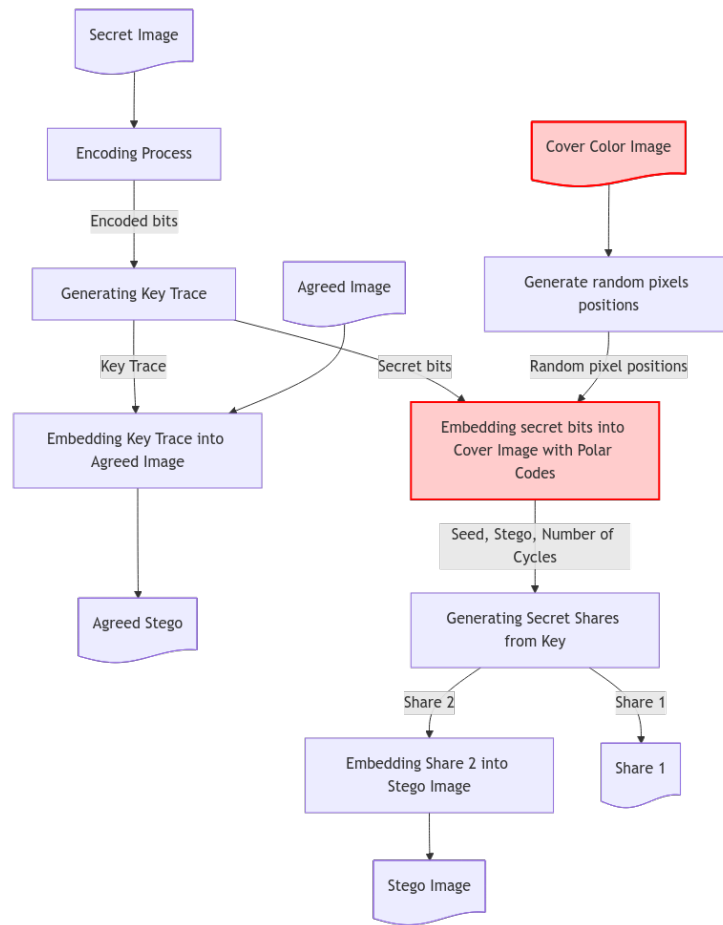 Secret Image
Encoding Process
Cover Color Image
Encoded bits
Generating Key Trace
Agreed Image
Generate random pixels
positions
Key Trace
Secret bits
Random pixel positions
Embedding Key Trace into
Agreed Image
Embedding secret bits into
Cover Image with Polar
Codes
Seed, Stego, Number of
Cycles
Agreed Stego
Generating Secret Shares
from Key
Share 2
Share 1
Embedding Share 2 into
Stego Image
Share 1
Stego Image